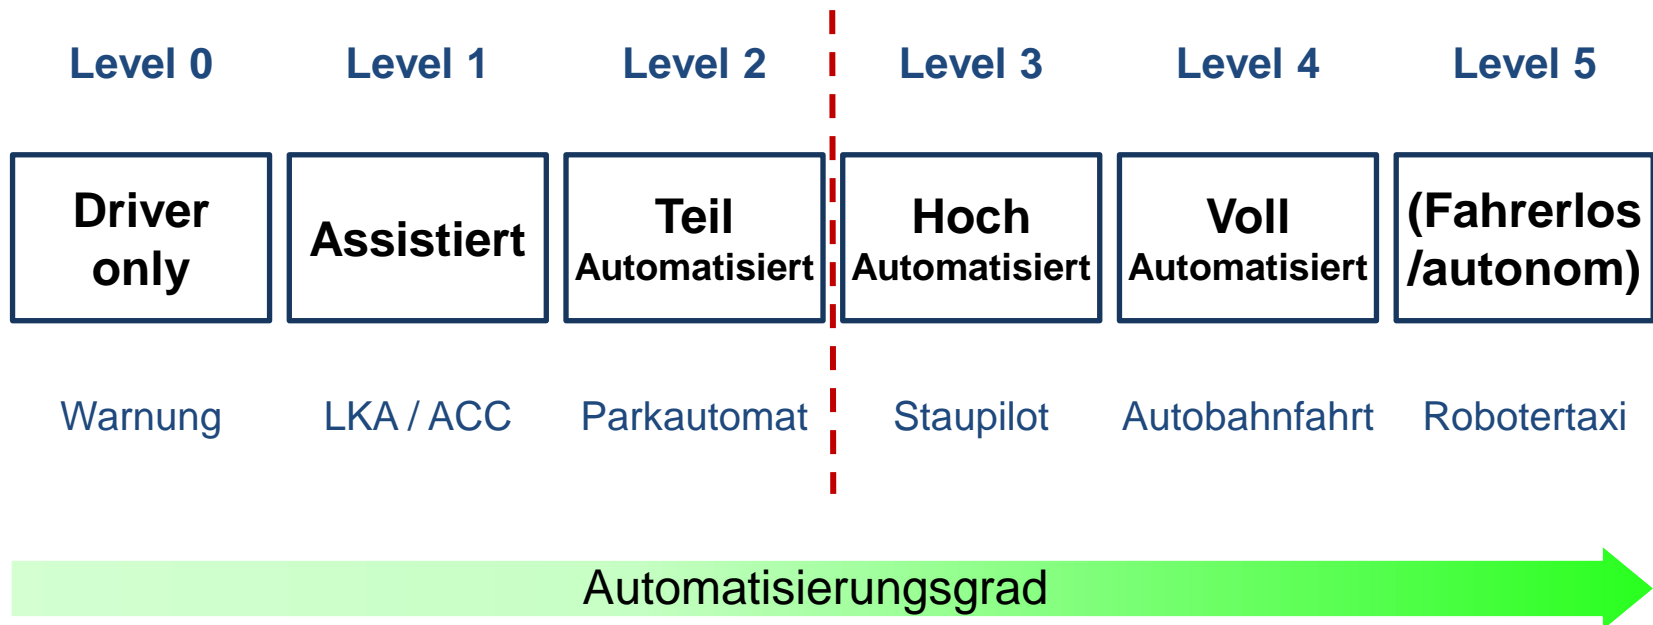 Level 0 Level 1 Level 2 Level 3 Level 4 Level 5
Driver
only
Assistiert
Teil
Automatisiert
Hoch
Automatisiert
Voll
Automatisiert
(Fahrerlos
/autonom)
Warnung LKA / ACC Parkautomat Staupilot Autobahnfahrt Robotertaxi
Automatisierungsgrad